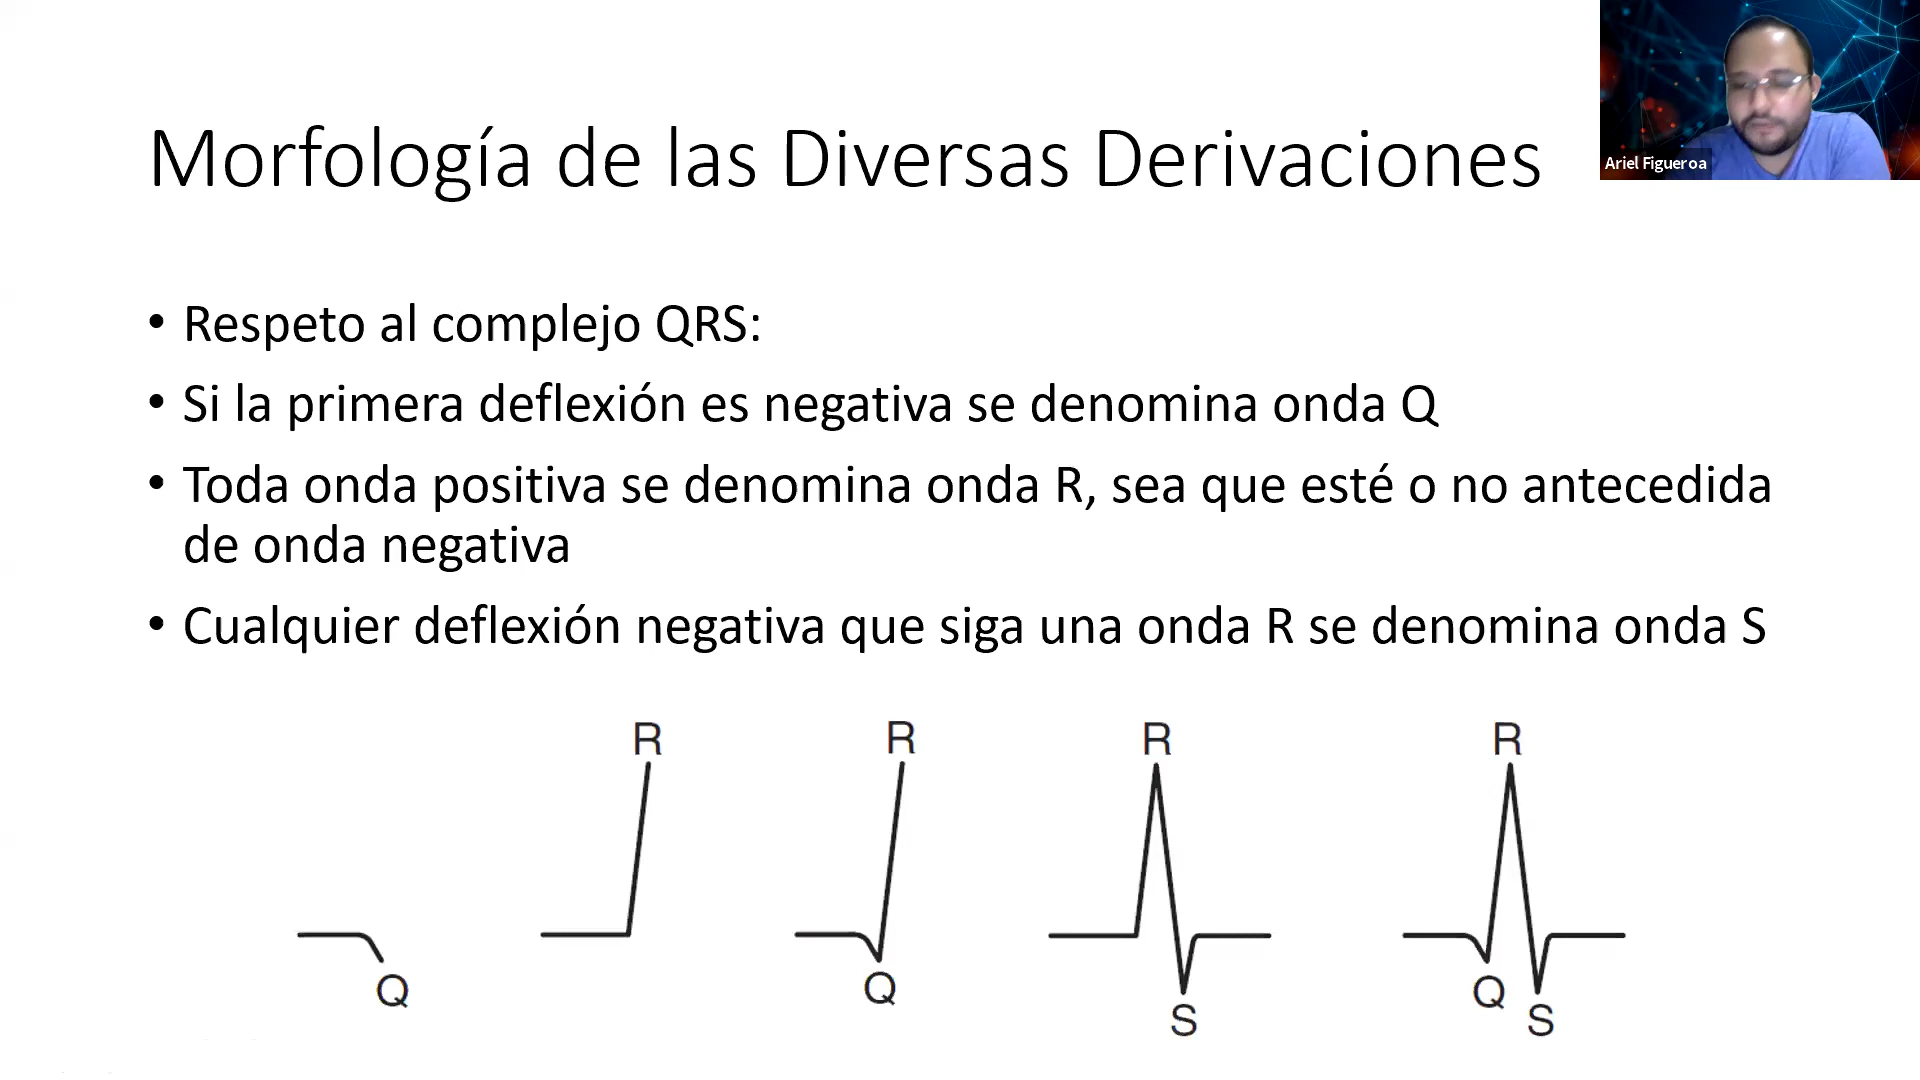 Morfología de las Diversas Derivaciones
Ariel Figueroa
• Respeto al complejo QRS:
• Si la primera deflexión es negativa se denomina onda Q
• Toda onda positiva se denomina onda R, sea que esté o no antecedida
de onda negativa
• Cualquier deflexión negativa que siga una onda R se denomina onda S
R R R R
Q Q Q
S S